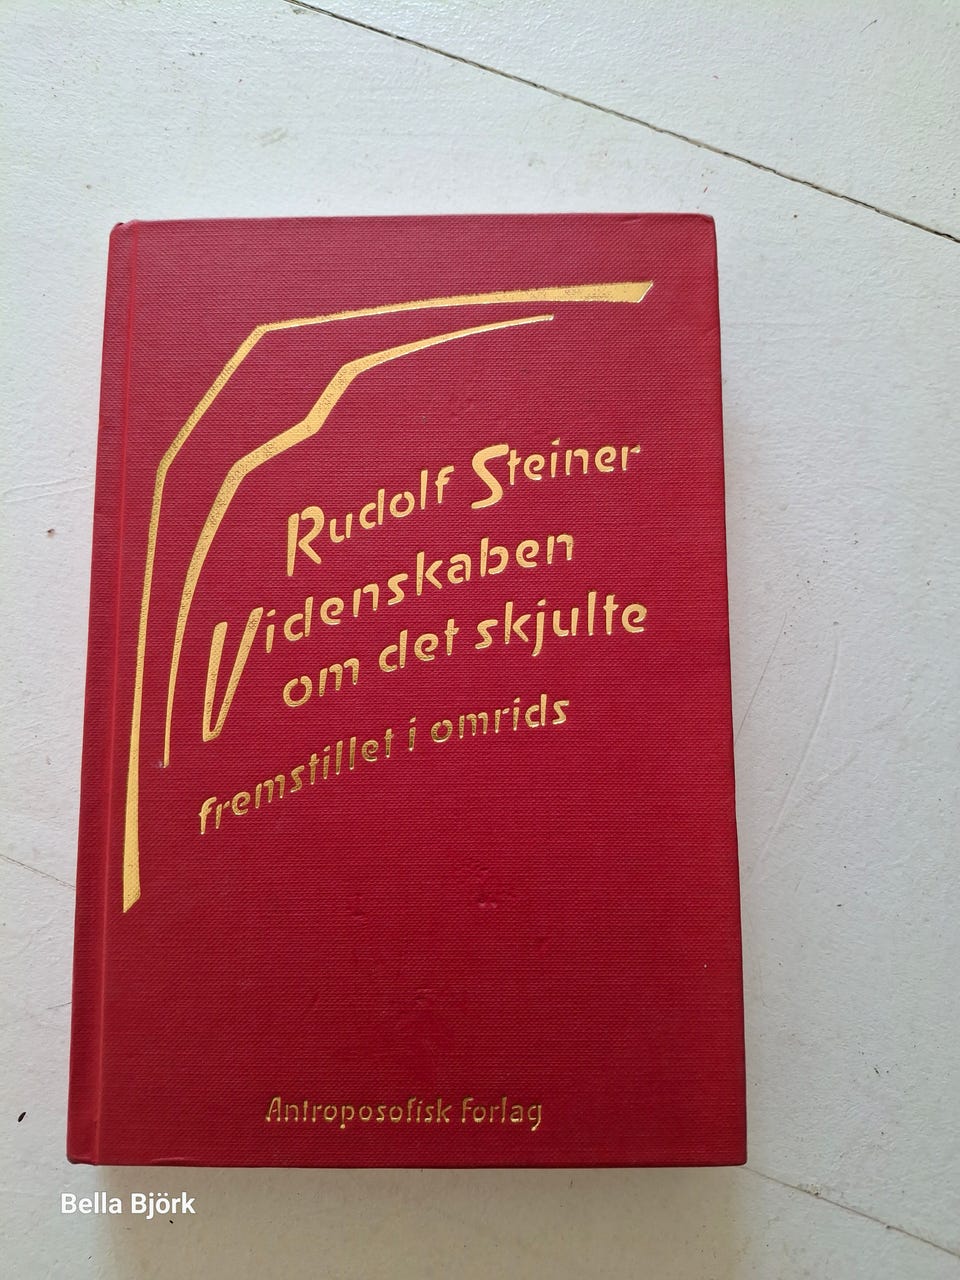 Rudolf Steiner
Videnskaben
om det skjulte
fremstillet i omrids
Antroposofisk Forlag
Bella Björk